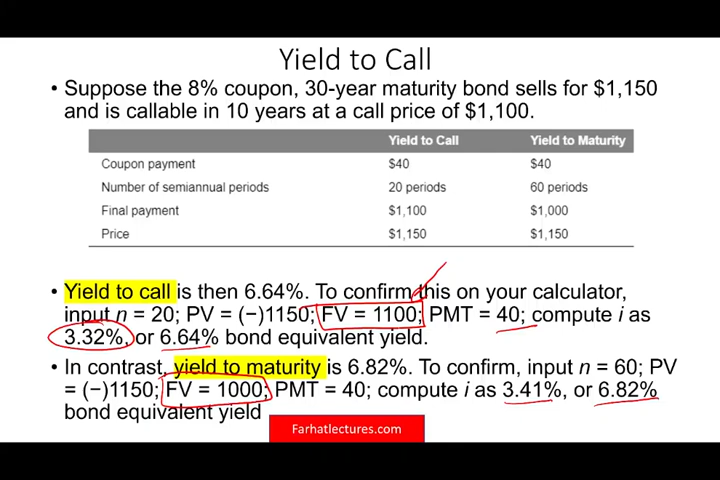 Yield to Call
• Suppose the 8% coupon, 30-year maturity bond sells for $1,150
and is callable in 10 years at a call price of $1,100.
Yield to Call Yield to Maturity
Coupon payment $40 $40
Number of semiannual periods 20 periods 60 periods
Final payment $1,100 $1,000
Price $1,150 $1,150
• Yield to call is then 6.64%. To confirm this on your calculator,
input n = 20; PV = (−)1150; FV = 1100; PMT = 40; compute i as
3.32%, or 6.64% bond equivalent yield.
• In contrast, yield to maturity is 6.82%. To confirm, input n = 60; PV
= (−)1150; FV = 1000; PMT = 40; compute i as 3.41%, or 6.82%
bond equivalent yield
Farhatlectures.com